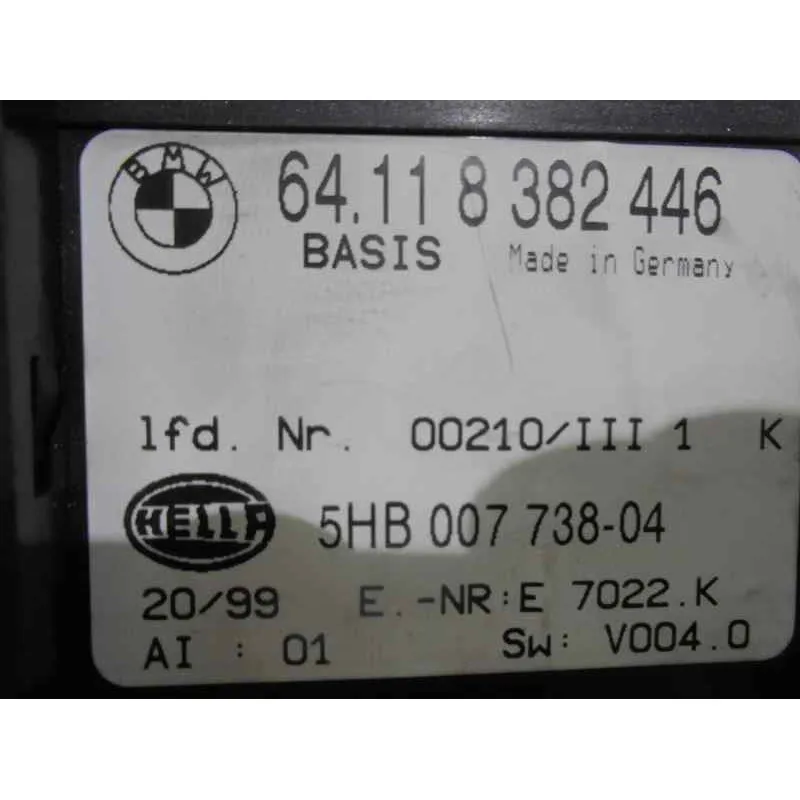 BMW
64.11 8 382 446
BASIS Made in Germany
lfd. Nr. 00210/III 1 K
HELLA 5HB 007 738-04
20/99 E.-NR:E 7022.K
AI : 01 Sw: V004.0